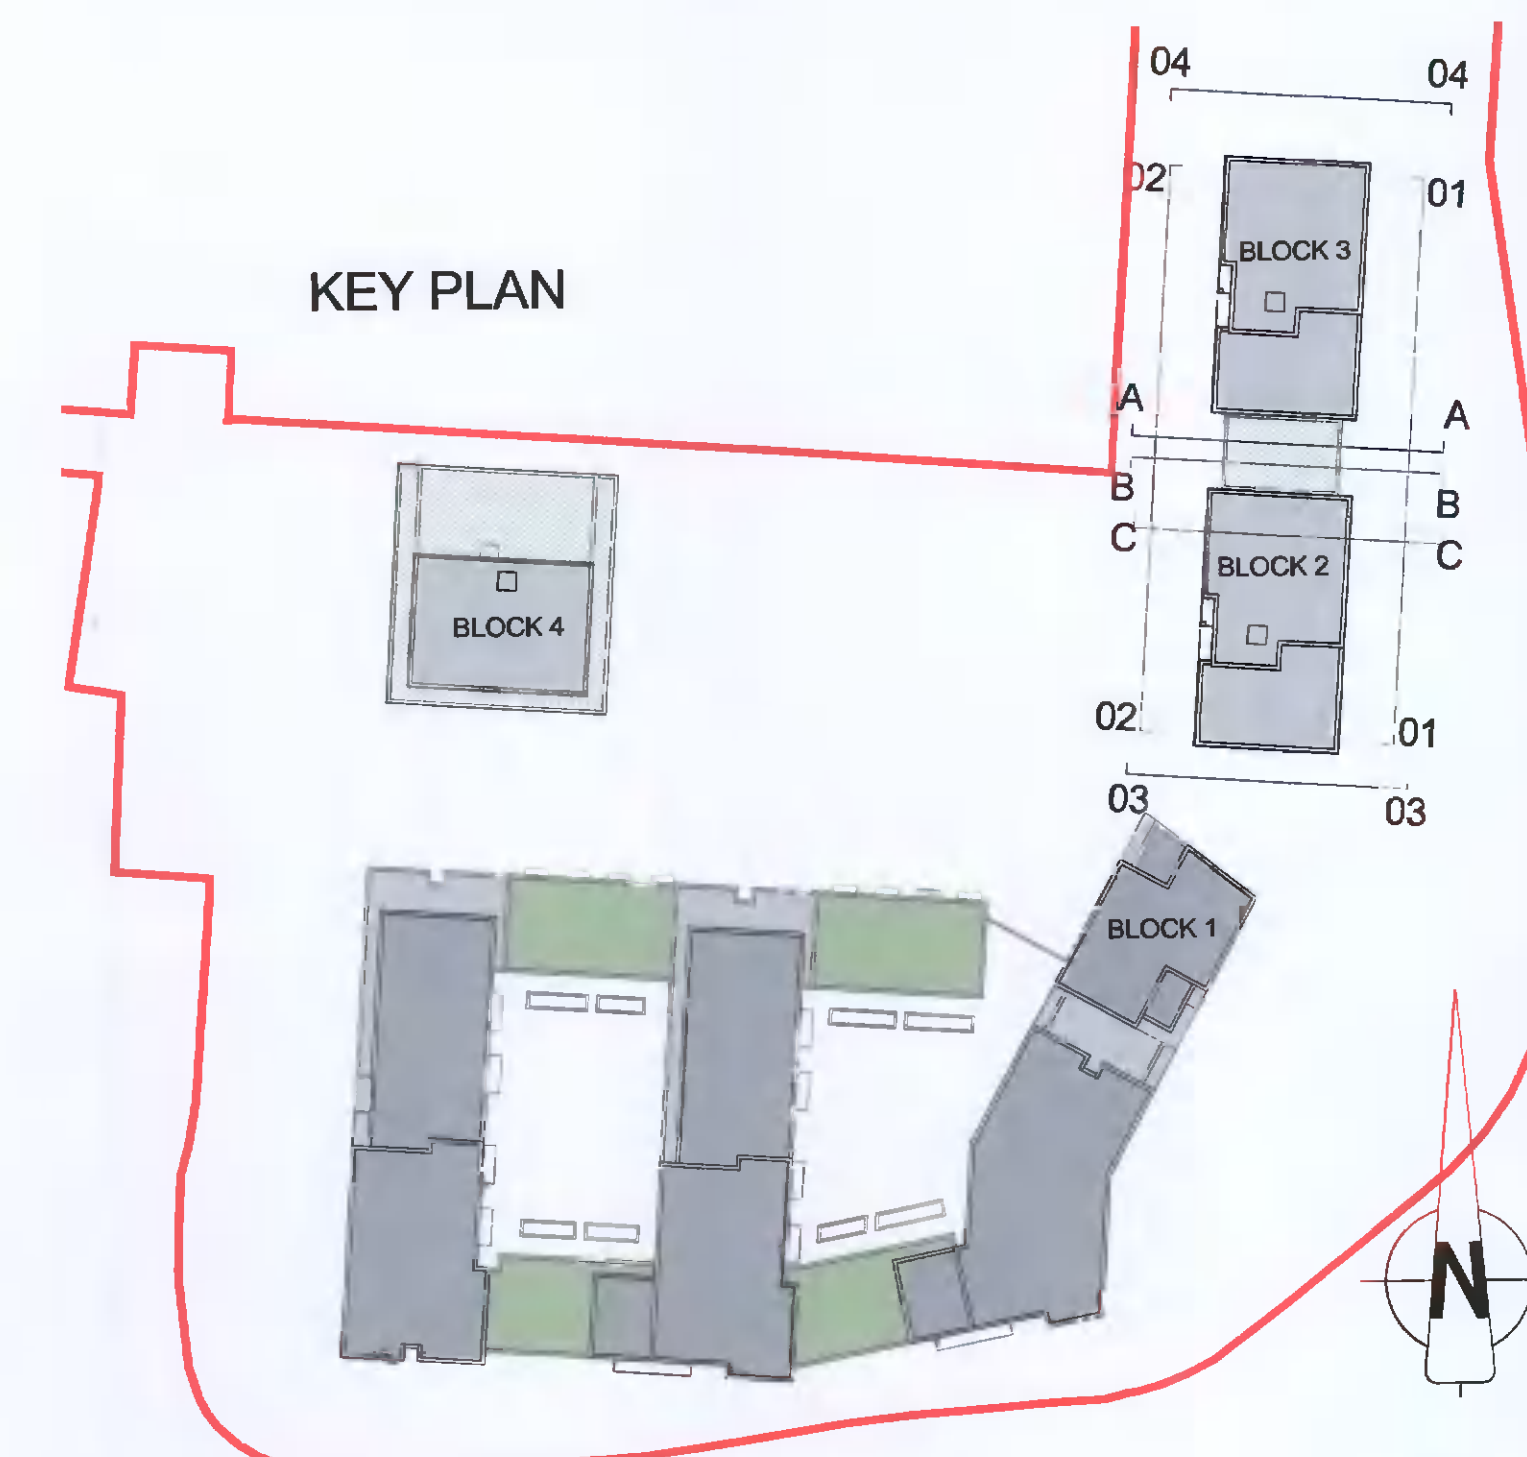 04 04
02 01
BLOCK 3
KEY PLAN
A A
B B
C C
BLOCK 2
BLOCK 4
02 01
03 03
BLOCK 1
N